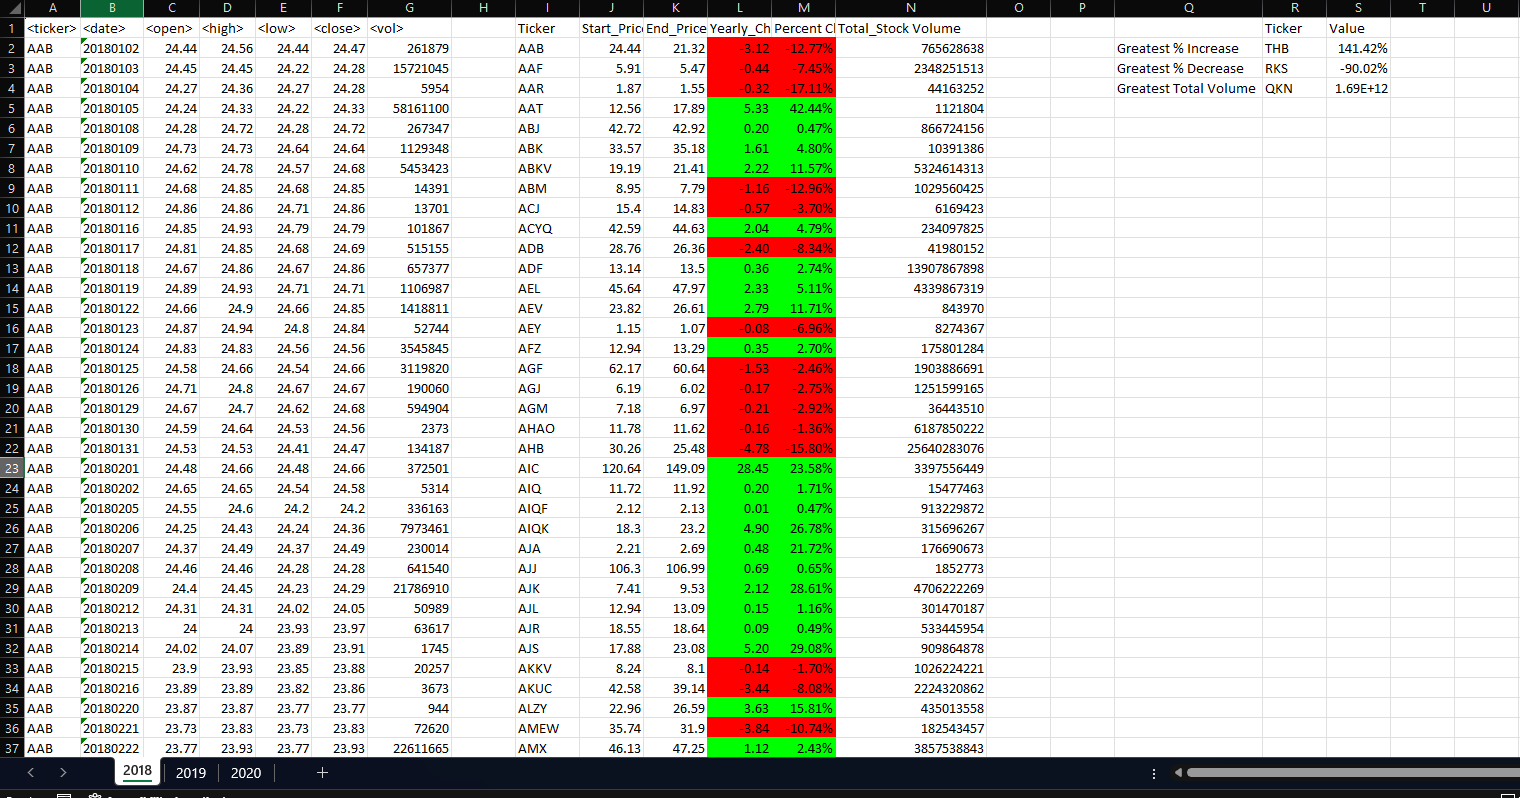 A B C D E F G H I J K L M N O P Q R S T U
1 <ticker> <date> <open> <high> <low> <close> <vol> Ticker Start_Pric End_Price Yearly_Ch Percent Cl Total_Stock Volume Ticker Value
2 AAB 20180102 24.44 24.56 24.44 24.47 261879 AAB 24.44 21.32 -3.12 -12.77% 765628638 Greatest % Increase THB 141.42%
3 AAB 20180103 24.45 24.45 24.22 24.28 15721045 AAF 5.91 5.47 -0.44 -7.45% 2348251513 Greatest % Decrease RKS -90.02%
4 AAB 20180104 24.27 24.36 24.27 24.28 5954 AAR 1.87 1.55 -0.32 -17.11% 44163252 Greatest Total Volume QKN 1.69E+12
5 AAB 20180105 24.24 24.33 24.22 24.33 58161100 AAT 12.56 17.89 5.33 42.44% 1121804
6 AAB 20180108 24.28 24.72 24.28 24.72 267347 ABJ 42.72 42.92 0.20 0.47% 866724156
7 AAB 20180109 24.73 24.73 24.64 24.64 1129348 ABK 33.57 35.18 1.61 4.80% 10391386
8 AAB 20180110 24.62 24.78 24.57 24.68 5453423 ABKV 19.19 21.41 2.22 11.57% 5324614313
9 AAB 20180111 24.68 24.85 24.68 24.85 14391 ABM 8.95 7.79 -1.16 -12.96% 1029560425
10 AAB 20180112 24.86 24.86 24.71 24.86 13701 ACJ 15.4 14.83 -0.57 -3.70% 6169423
11 AAB 20180116 24.85 24.93 24.79 24.79 101867 ACYQ 42.59 44.63 2.04 4.79% 234097825
12 AAB 20180117 24.81 24.85 24.68 24.69 515155 ADB 28.76 26.36 -2.40 -8.34% 41980152
13 AAB 20180118 24.67 24.86 24.67 24.86 657377 ADF 13.14 13.5 0.36 2.74% 13907867898
14 AAB 20180119 24.89 24.93 24.71 24.71 1106987 AEL 45.64 47.97 2.33 5.11% 4339867319
15 AAB 20180122 24.66 24.9 24.66 24.85 1418811 AEV 23.82 26.61 2.79 11.71% 843970
16 AAB 20180123 24.87 24.94 24.8 24.84 52744 AEY 1.15 1.07 -0.08 -6.96% 8274367
17 AAB 20180124 24.83 24.83 24.56 24.56 3545845 AFZ 12.94 13.29 0.35 2.70% 175801284
18 AAB 20180125 24.58 24.66 24.54 24.66 3119820 AGF 62.17 60.64 -1.53 -2.46% 1903886691
19 AAB 20180126 24.71 24.8 24.67 24.67 190060 AGJ 6.19 6.02 -0.17 -2.75% 1251599165
20 AAB 20180129 24.67 24.7 24.62 24.68 594904 AGM 7.18 6.97 -0.21 -2.92% 36443510
21 AAB 20180130 24.59 24.64 24.53 24.56 2373 AHAO 11.78 11.62 -0.16 -1.36% 6187850222
22 AAB 20180131 24.53 24.53 24.41 24.47 134187 AHB 30.26 25.48 -4.78 -15.80% 25640283076
23 AAB 20180201 24.48 24.66 24.48 24.66 372501 AIC 120.64 149.09 28.45 23.58% 3397556449
24 AAB 20180202 24.65 24.65 24.54 24.58 5314 AIQ 11.72 11.92 0.20 1.71% 15477463
25 AAB 20180205 24.55 24.6 24.2 24.2 336163 AIQF 2.12 2.13 0.01 0.47% 913229872
26 AAB 20180206 24.25 24.43 24.24 24.36 7973461 AIQK 18.3 23.2 4.90 26.78% 315696267
27 AAB 20180207 24.37 24.49 24.37 24.49 230014 AJA 2.21 2.69 0.48 21.72% 176690673
28 AAB 20180208 24.46 24.46 24.28 24.28 641540 AJJ 106.3 106.99 0.69 0.65% 1852773
29 AAB 20180209 24.4 24.45 24.23 24.29 21786910 AJK 7.41 9.53 2.12 28.61% 4706222269
30 AAB 20180212 24.31 24.31 24.02 24.05 50989 AJL 12.94 13.09 0.15 1.16% 301470187
31 AAB 20180213 24 24 23.93 23.97 63617 AJR 18.55 18.64 0.09 0.49% 533445954
32 AAB 20180214 24.02 24.07 23.89 23.91 1745 AJS 17.88 23.08 5.20 29.08% 909864878
33 AAB 20180215 23.9 23.93 23.85 23.88 20257 AKKV 8.24 8.1 -0.14 -1.70% 1026224221
34 AAB 20180216 23.89 23.89 23.82 23.86 3673 AKUC 42.58 39.14 -3.44 -8.08% 2224320862
35 AAB 20180220 23.87 23.87 23.77 23.77 944 ALZY 22.96 26.59 3.63 15.81% 435013558
36 AAB 20180221 23.73 23.83 23.73 23.83 72620 AMEW 35.74 31.9 -3.84 -10.74% 182543457
37 AAB 20180222 23.77 23.93 23.77 23.93 22611665 AMX 46.13 47.25 1.12 2.43% 3857538843
2018 2019 2020 +